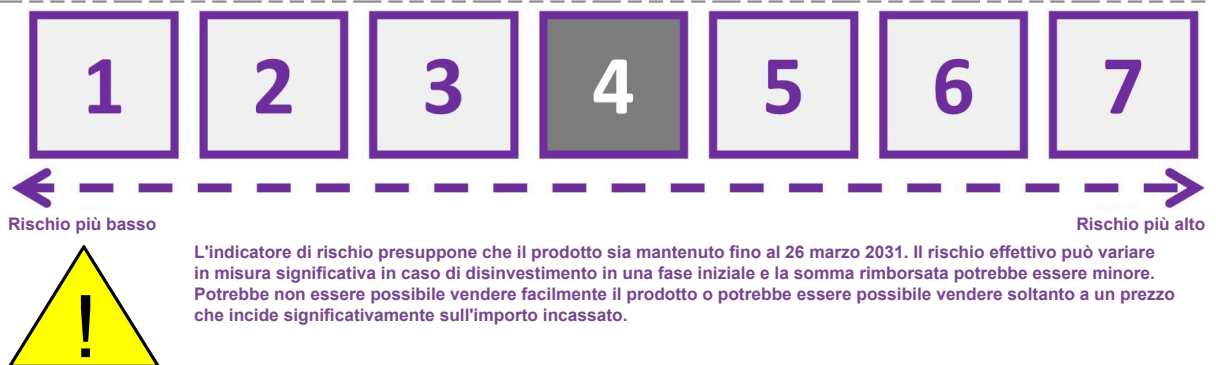 1 2 3 4 5 6 7
Rischio più basso Rischio più alto
L'indicatore di rischio presuppone che il prodotto sia mantenuto fino al 26 marzo 2031. Il rischio effettivo può variare
in misura significativa in caso di disinvestimento in una fase iniziale e la somma rimborsata potrebbe essere minore.
Potrebbe non essere possibile vendere facilmente il prodotto o potrebbe essere possibile vendere soltanto a un prezzo
che incide significativamente sull'importo incassato.
!